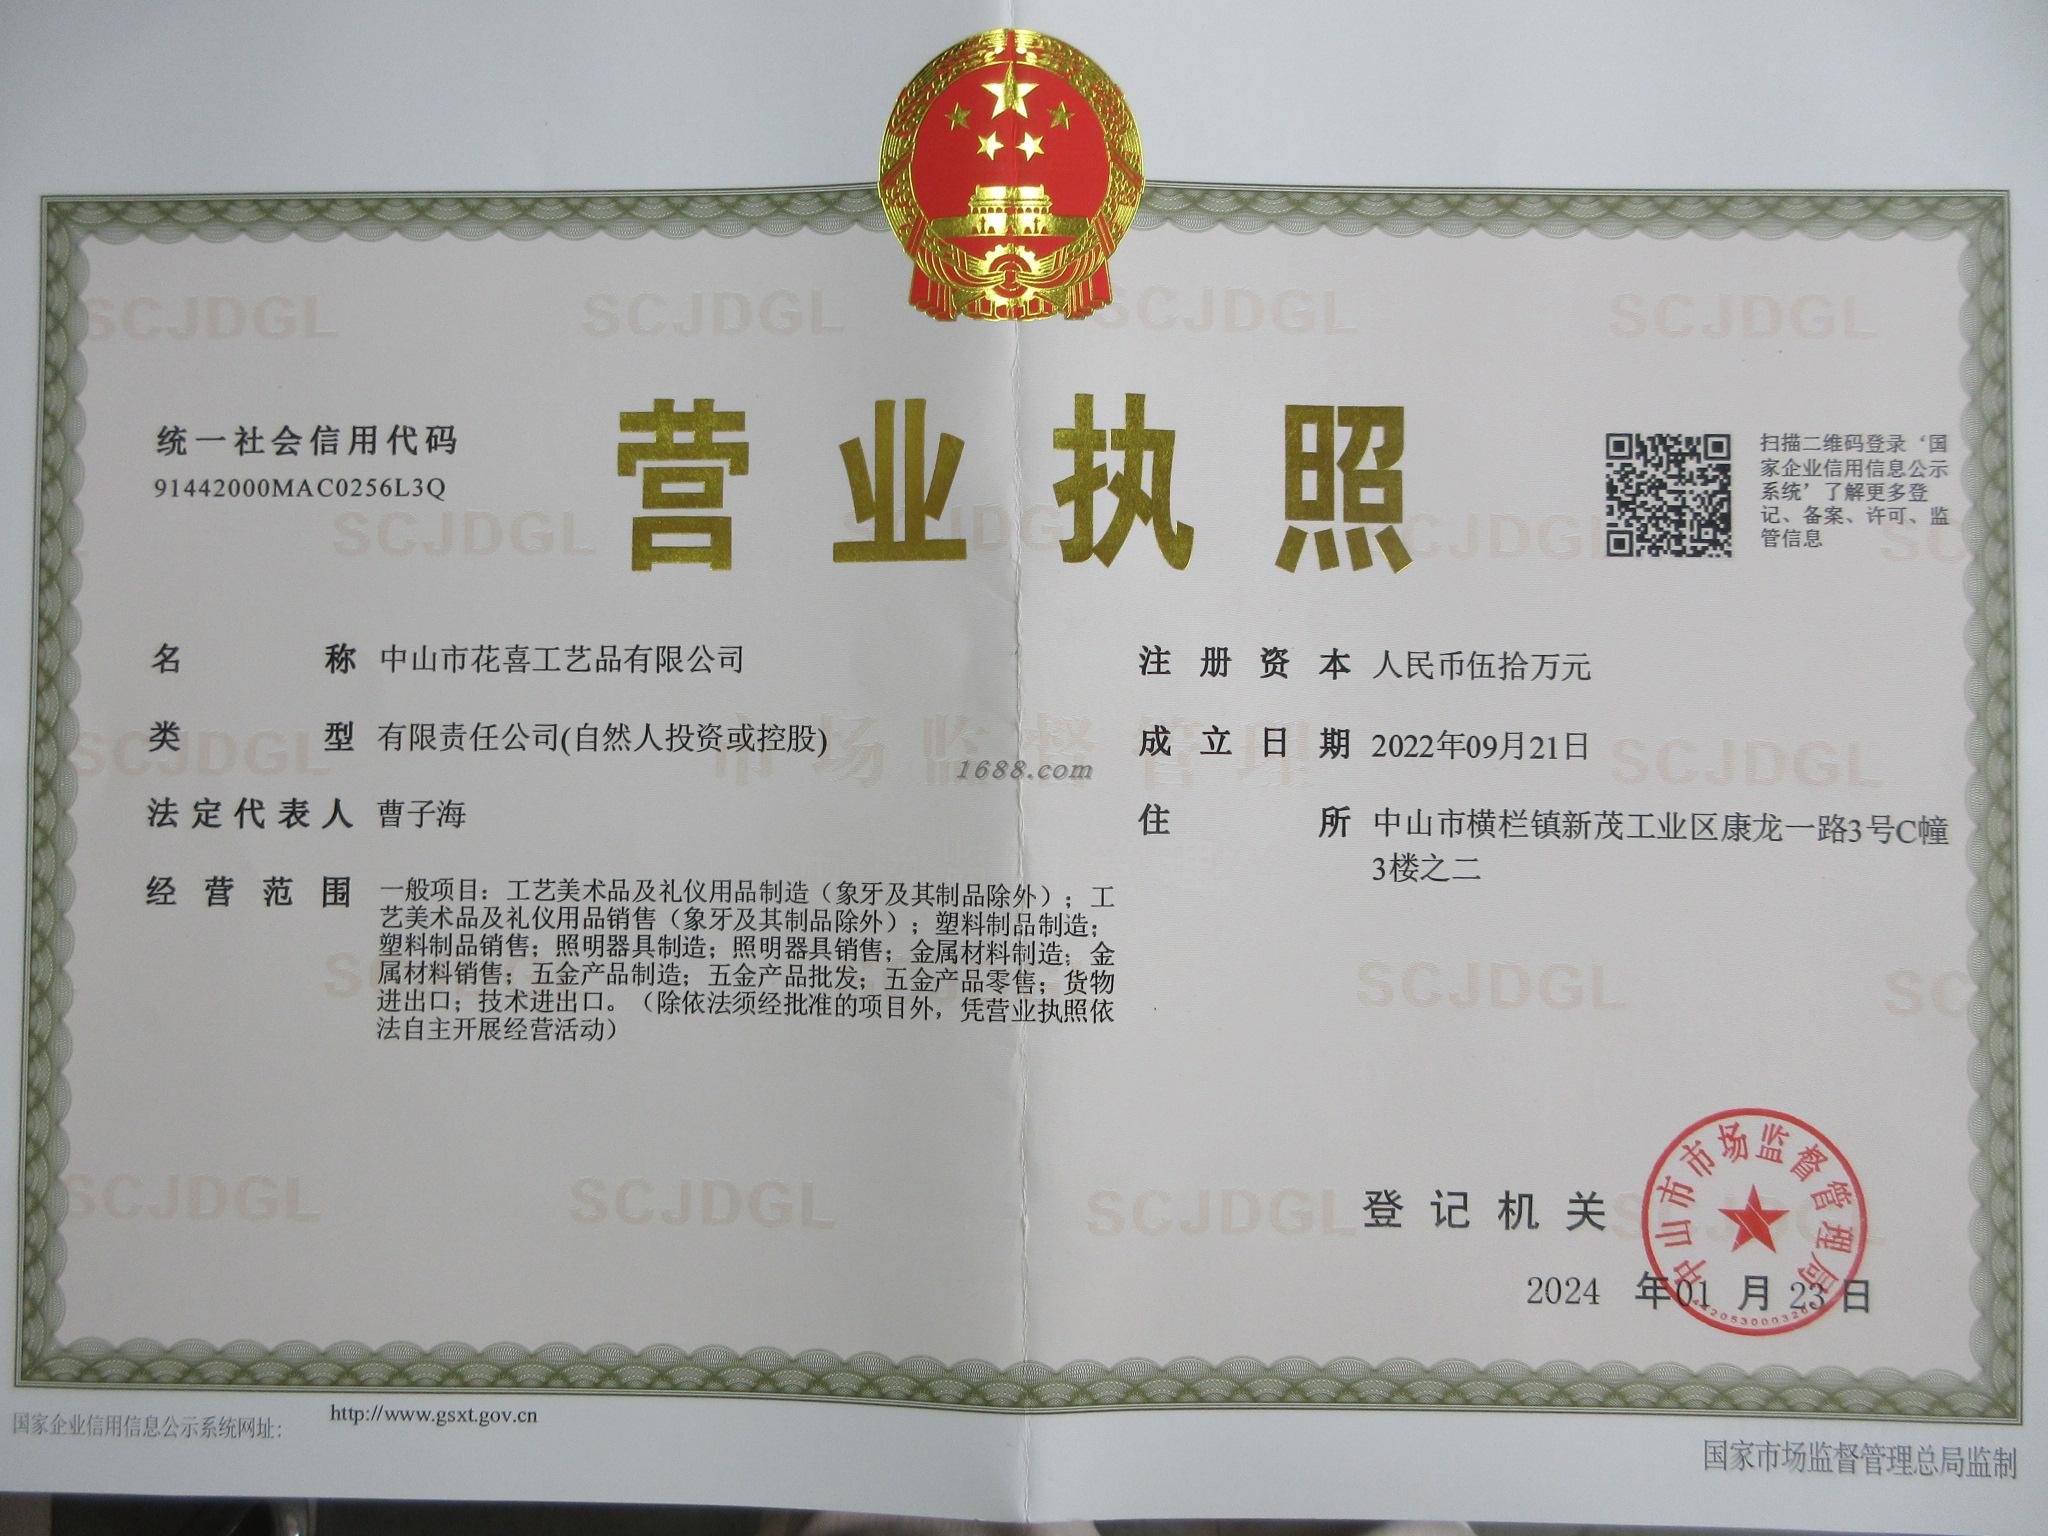 营业执照
统一社会信用代码
91442000MAC0256L3Q
扫描二维码登录‘国
家企业信用信息公示
系统’了解更多登
记、备案、许可、监
管信息
名称 中山市花喜工艺品有限公司
类型 有限责任公司(自然人投资或控股)
法定代表人 曹子海
经营范围 一般项目：工艺美术品及礼仪用品制造（象牙及其制品除外）；工
艺美术品及礼仪用品销售（象牙及其制品除外）；塑料制品制造；
塑料制品销售；照明器具制造；照明器具销售；金属材料制造；金
属材料销售；五金产品制造；五金产品批发；五金产品零售；货物
进出口；技术进出口。（除依法须经批准的项目外，凭营业执照依
法自主开展经营活动）
注册资本 人民币伍拾万元
成立日期 2022年09月21日
住所 中山市横栏镇新茂工业区康龙一路3号C幢
3楼之二
1688.com
市场监督管理
SCJDGL
登记机关
中山市市场监督管理局
2024 年 01 月 23 日
国家企业信用信息公示系统网址： http://www.gsxt.gov.cn
国家市场监督管理总局监制